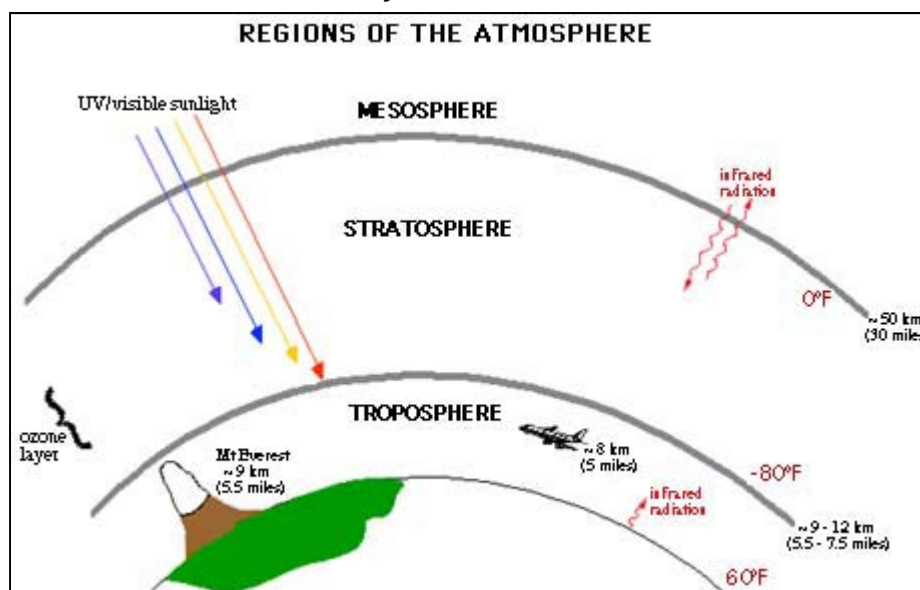 REGIONS OF THE ATMOSPHERE
UV/visible sunlight
MESOSPHERE
infrared
radiation
STRATOSPHERE
0°F
~50 km
(30 miles)
TROPOSPHERE
ozone
layer
Mt Everest
~9 km
(5.5 miles)
~8 km
(5 miles)
-80°F
infrared
radiation
~9 - 12 km
(5.5 - 7.5 miles)
60°F